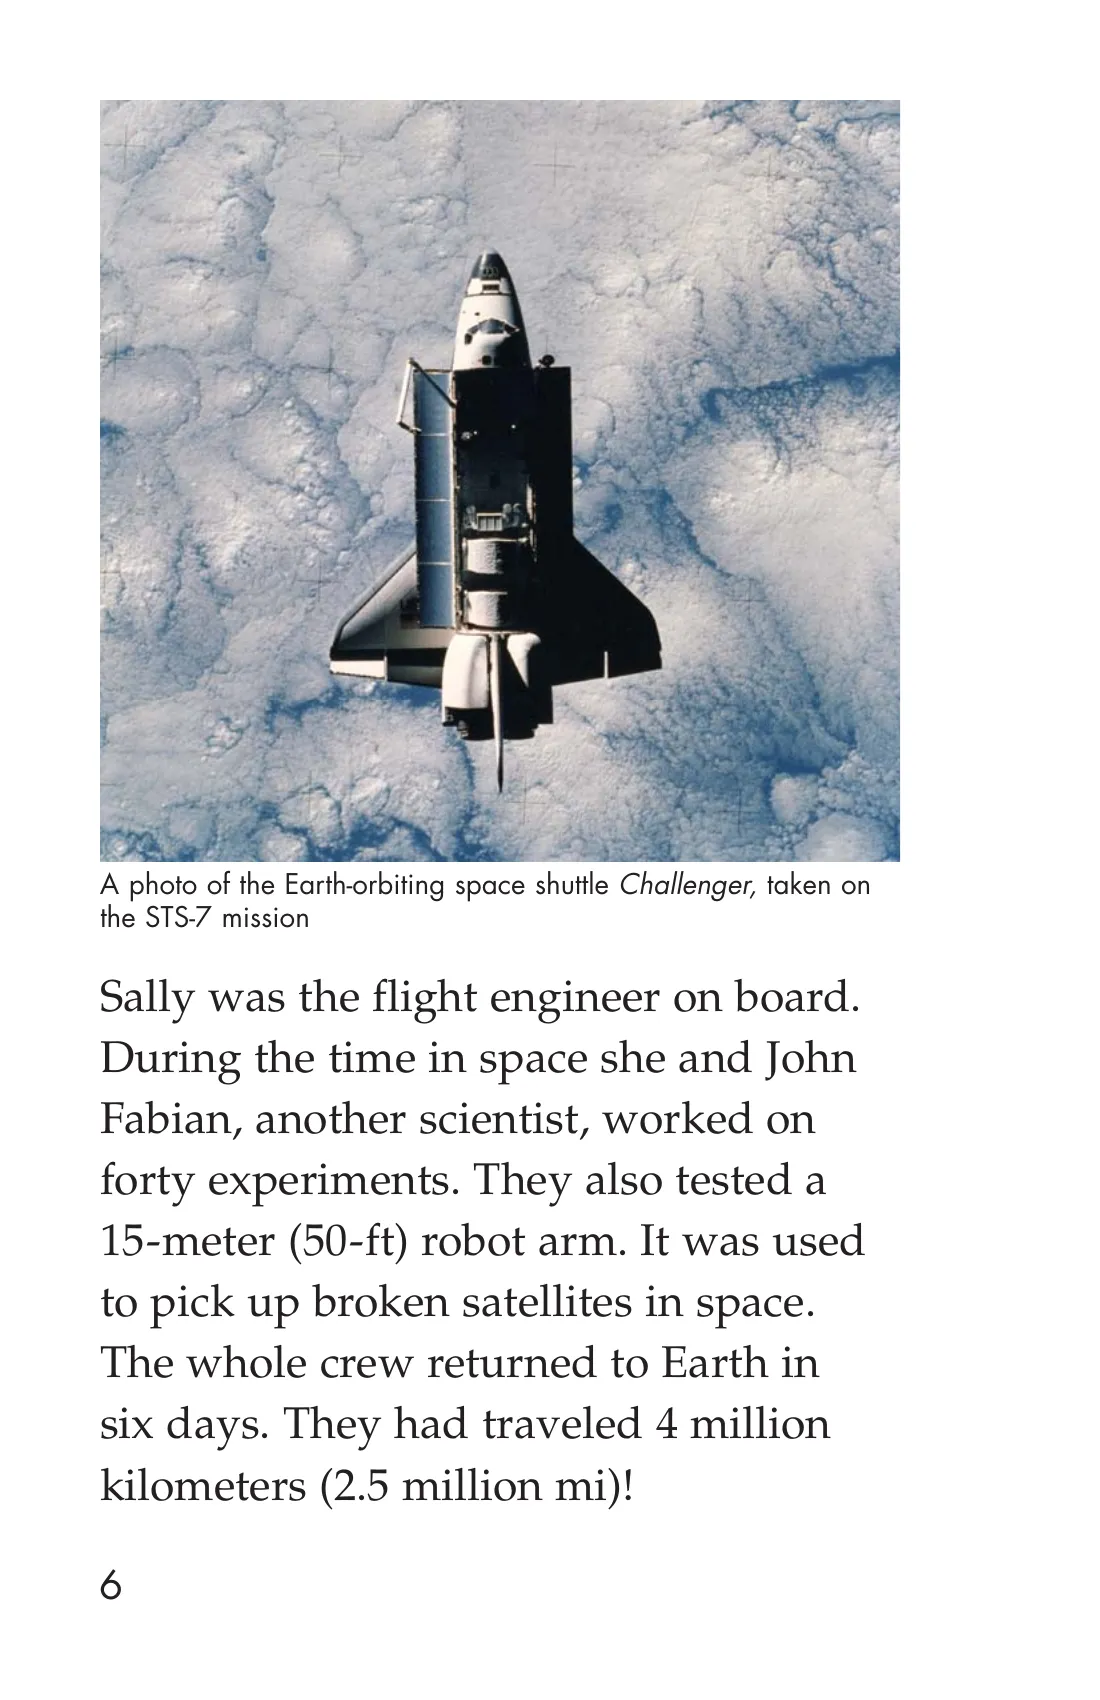 A photo of the Earth-orbiting space shuttle Challenger, taken on
the STS-7 mission
Sally was the flight engineer on board.
During the time in space she and John
Fabian, another scientist, worked on
forty experiments. They also tested a
15-meter (50-ft) robot arm. It was used
to pick up broken satellites in space.
The whole crew returned to Earth in
six days. They had traveled 4 million
kilometers (2.5 million mi)!
6